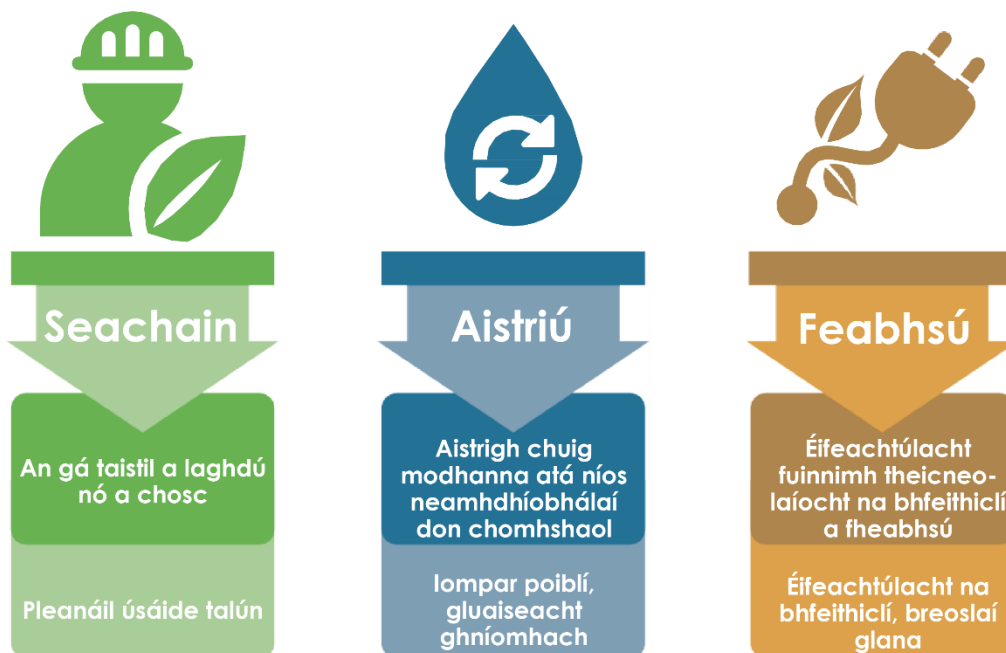 Seachain
An gá taistil a laghdú
nó a chosc
Pleanáil úsáide talún
Aistriú
Aistrigh chuig
modhanna atá níos
neamhdhíobhálaí
don chomhshaol
Iompar poiblí,
gluaiseacht
ghníomhach
Feabhsú
Éifeachtúlacht
fuinnimh theicneo-
laíocht na bhfeithiclí
a fheabhsú
Éifeachtúlacht na
bhfeithiclí, breoslaí
glana